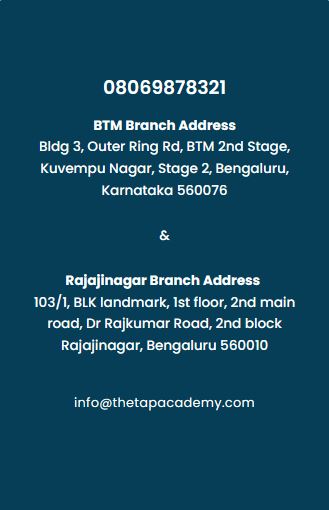 08069878321
BTM Branch Address
Bldg 3, Outer Ring Rd, BTM 2nd Stage,
Kuvempu Nagar, Stage 2, Bengaluru,
Karnataka 560076
&
Rajajinagar Branch Address
103/1, BLK landmark, 1st floor, 2nd main
road, Dr Rajkumar Road, 2nd block
Rajajinagar, Bengaluru 560010
info@thetapacademy.com